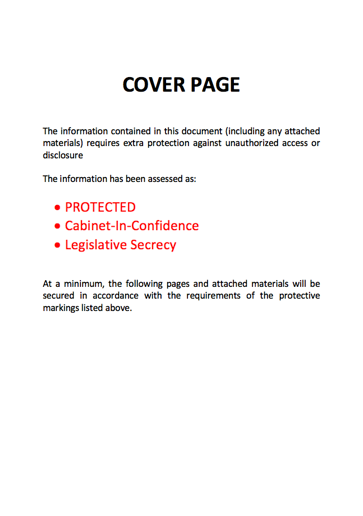 COVER PAGE
The information contained in this document (including any attached
materials) requires extra protection against unauthorized access or
disclosure
The information has been assessed as:
• PROTECTED
• Cabinet-In-Confidence
• Legislative Secrecy
At a minimum, the following pages and attached materials will be
secured in accordance with the requirements of the protective
markings listed above.